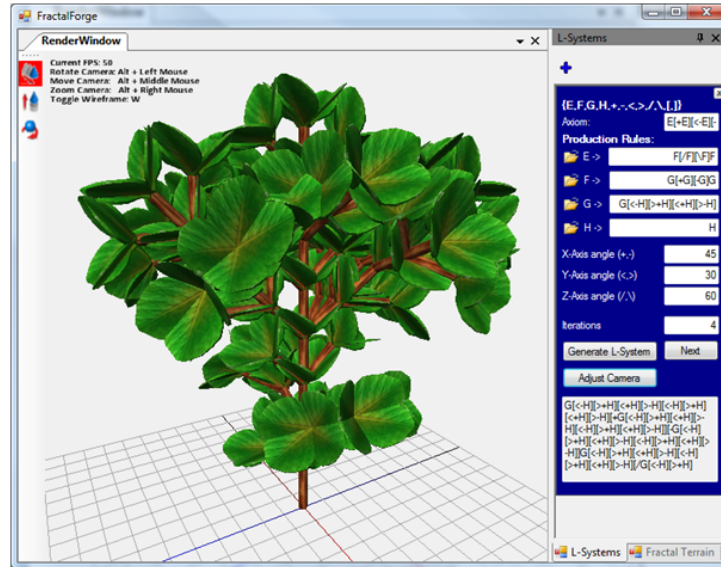 FractalForge
RenderWindow
Current FPS: 50
Rotate Camera: Alt + Left Mouse
Move Camera: Alt + Middle Mouse
Zoom Camera: Alt + Right Mouse
Toggle Wireframe: W
L-Systems
{E,F,G,H,+,-,<,>,/,\,[,]}
Axiom: E[+E][<-E][-
Production Rules:
E -> F[/F][\F]F
F -> G[+G][-G]G
G -> G[<-H][>+H][<+H][>-H]
H -> H
X-Axis angle (+,-) 45
Y-Axis angle (<,>) 30
Z-Axis angle (/,\) 60
Iterations 4
Generate L-System Next
Adjust Camera
G[<-H][>+H][<+H][>-H][<-H][>+H]
[<+H][>-H][+G[<-H][>+H][<+H][>-
H][<-H][>+H][<+H][>-H]][-G[<-H]
[>+H][<+H][>-H][<-H][>+H][<+H][>
-H]]G[<-H][>+H][<+H][>-H][<-H]
[>+H][<+H][>-H][/G[<-H][>+H]
L-Systems Fractal Terrain